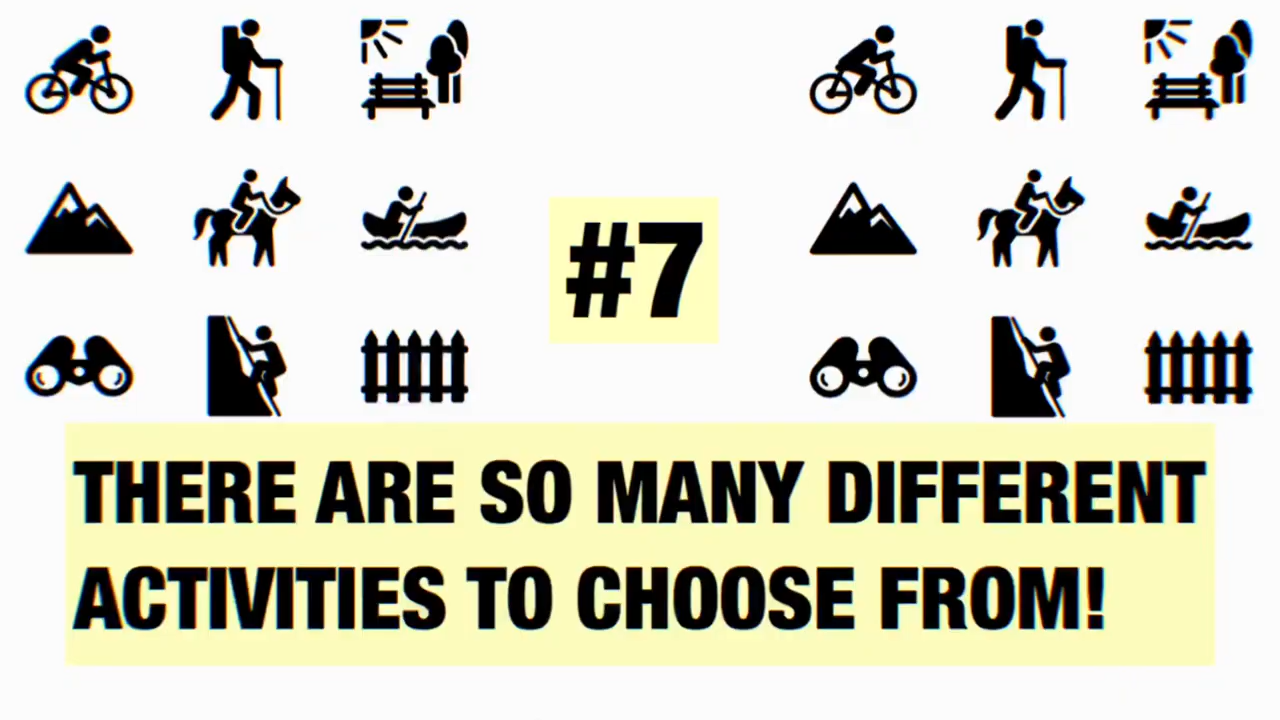 #7
THERE ARE SO MANY DIFFERENT
ACTIVITIES TO CHOOSE FROM!